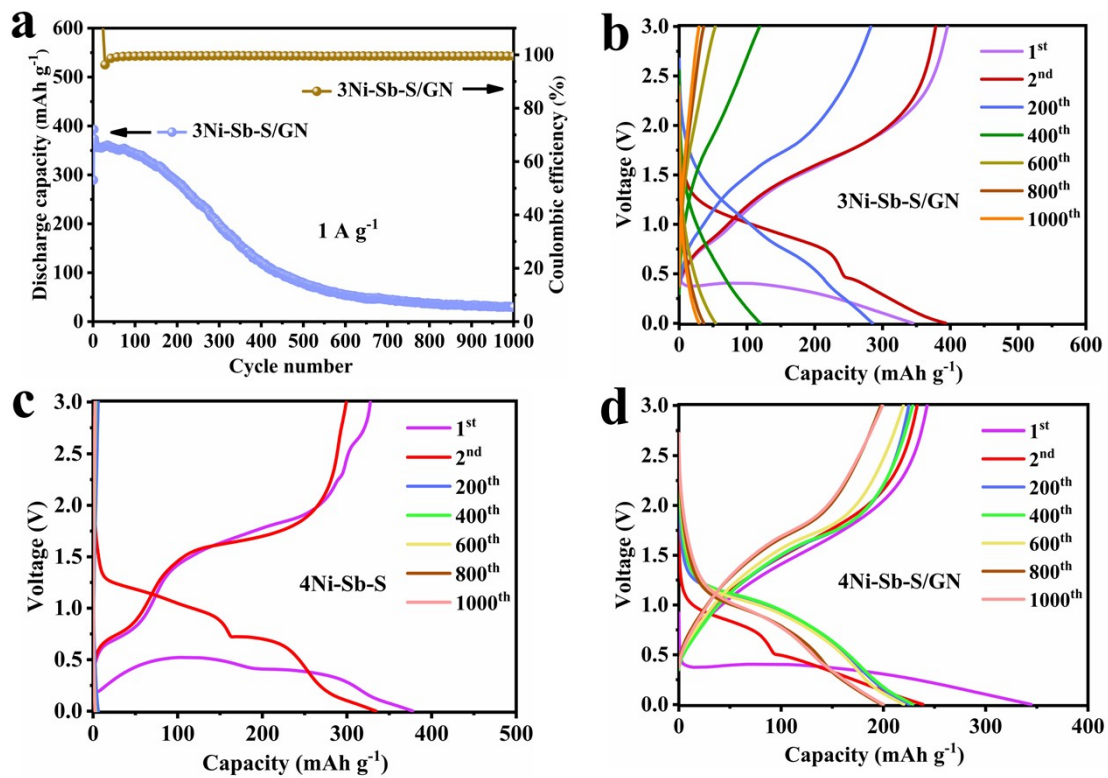 a
Discharge capacity (mAh g⁻¹)
600
550
500
450
400
350
300
250
200
150
100
50
0
3Ni-Sb-S/GN
3Ni-Sb-S/GN
1 A g⁻¹
0 100 200 300 400 500 600 700 800 900 1000
Cycle number
100
80
60
40
20
0
Coulombic efficiency (%)
b
Voltage (V)
3.0
2.5
2.0
1.5
1.0
0.5
0.0
1st
2nd
200th
400th
600th
800th
1000th
3Ni-Sb-S/GN
0 100 200 300 400 500 600
Capacity (mAh g⁻¹)
c
Voltage (V)
3.0
2.5
2.0
1.5
1.0
0.5
0.0
1st
2nd
200th
400th
600th
800th
1000th
4Ni-Sb-S
0 100 200 300 400 500
Capacity (mAh g⁻¹)
d
Voltage (V)
3.0
2.5
2.0
1.5
1.0
0.5
0.0
1st
2nd
200th
400th
600th
800th
1000th
4Ni-Sb-S/GN
0 100 200 300 400
Capacity (mAh g⁻¹)